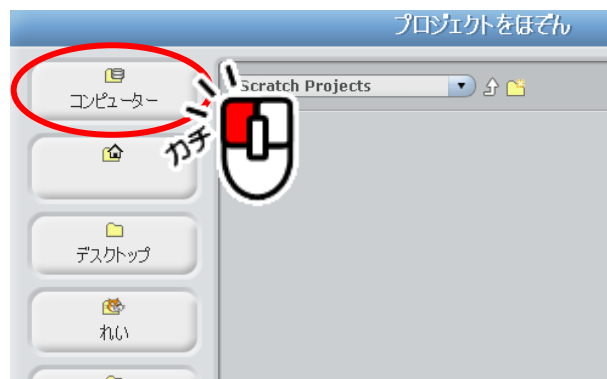 プロジェクトをほぞん
コンピューター
Scratch Projects
カチ
デスクトップ
れい